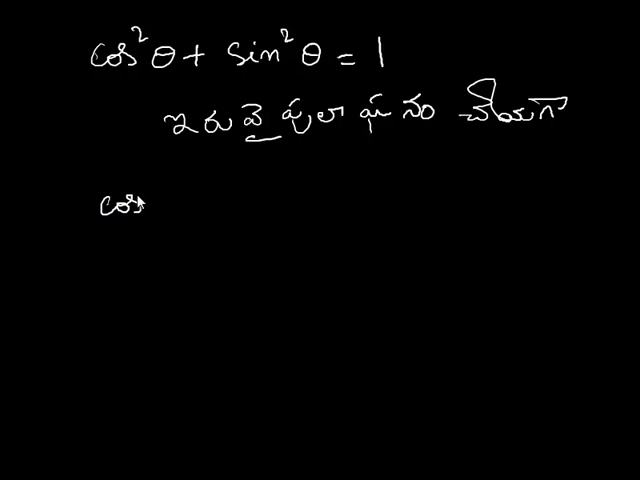 cos²θ + sin²θ = 1
ఇరువైపులా ఘనం చేయగా
cos